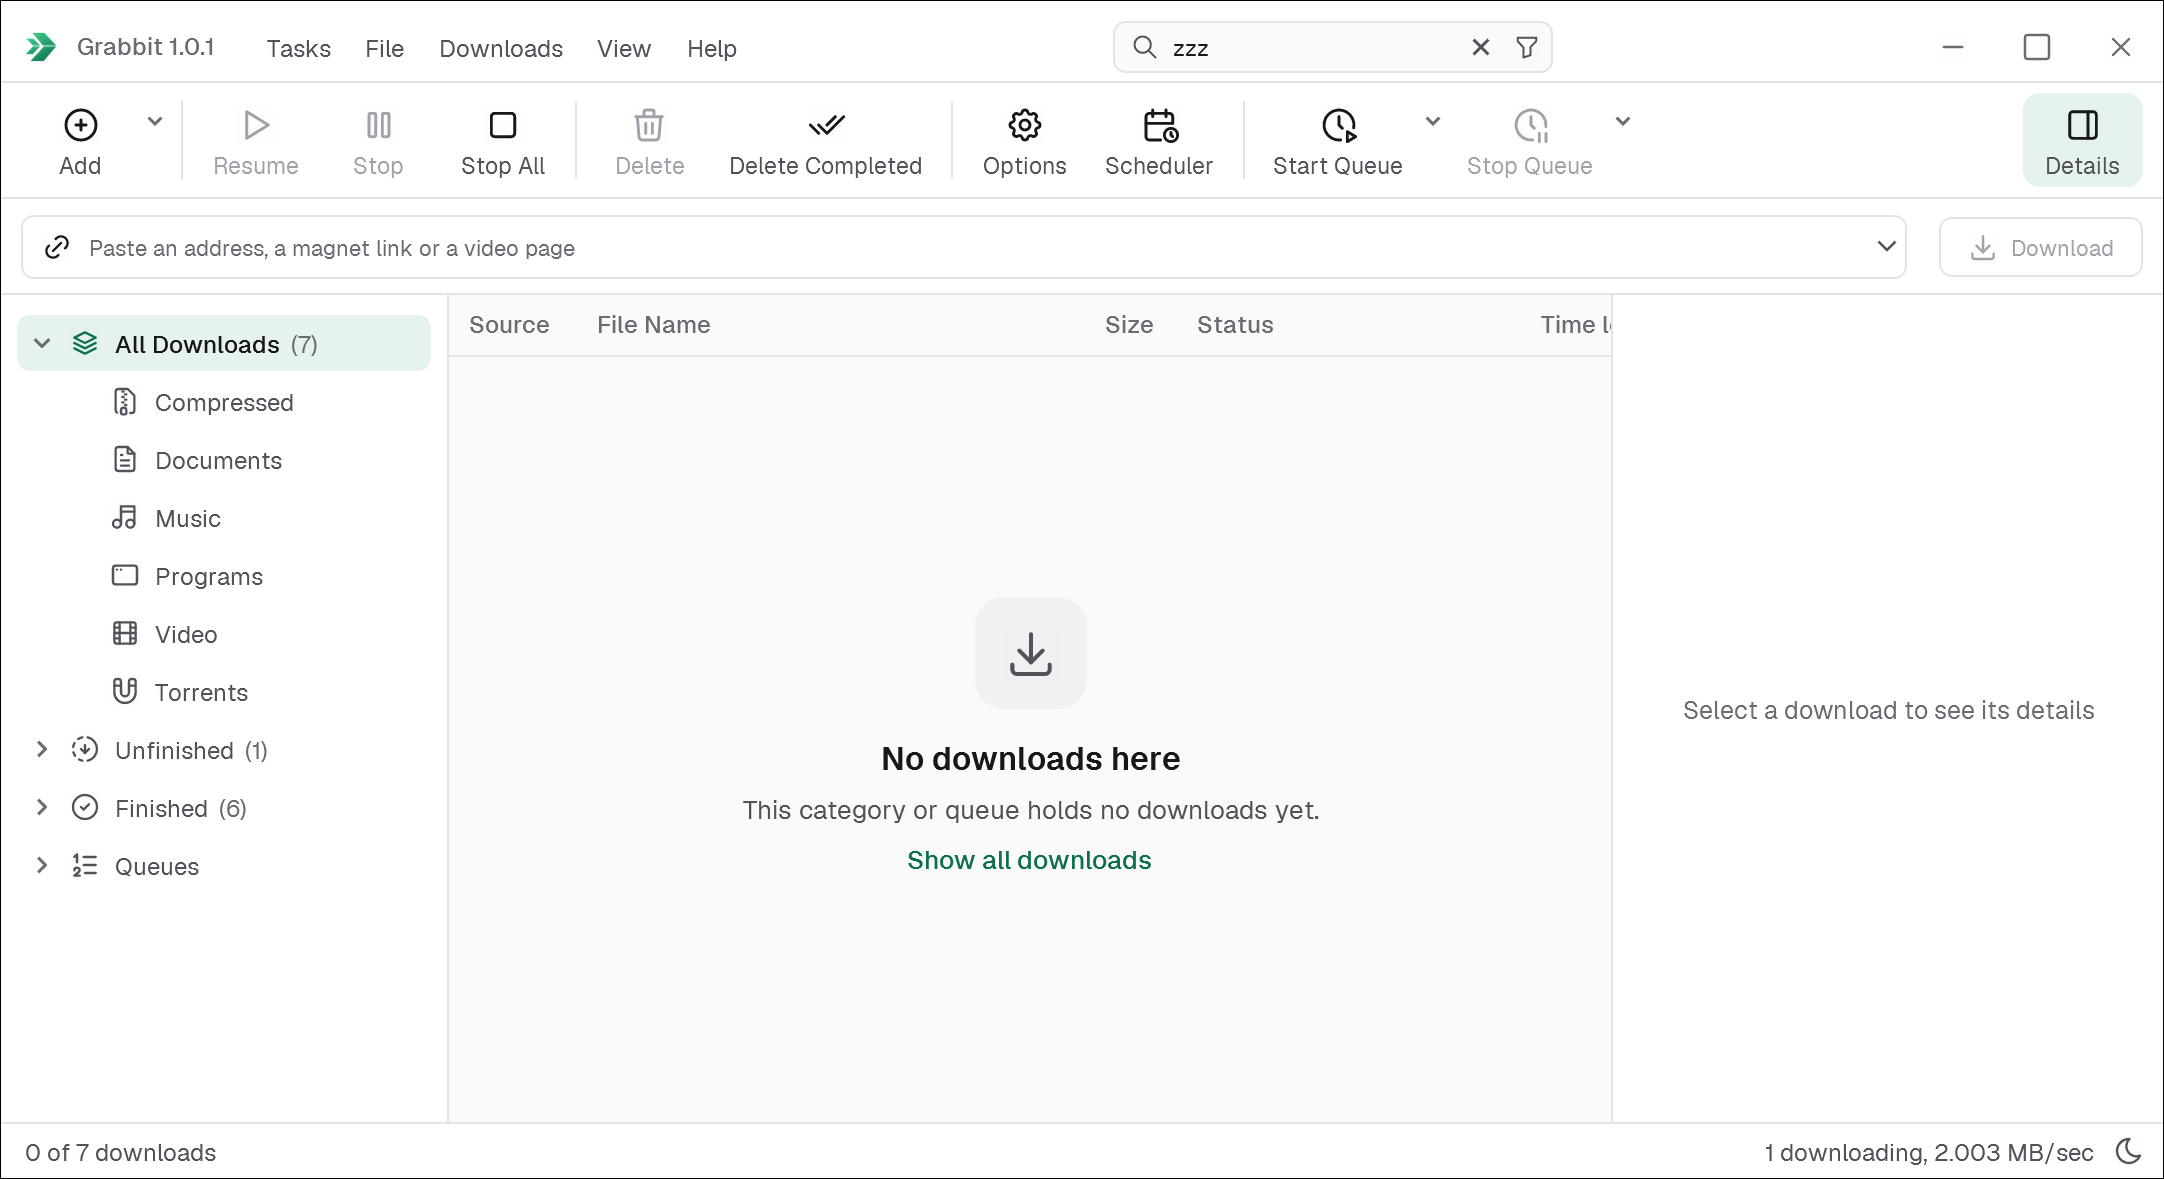 Grabbit 1.0.1 Tasks File Downloads View Help zzz
Add Resume Stop Stop All Delete Delete Completed Options Scheduler Start Queue Stop Queue Details
Paste an address, a magnet link or a video page Download
Source File Name Size Status Time l
All Downloads (7)
Compressed
Documents
Music
Programs
Video
Torrents
Unfinished (1)
Finished (6)
Queues
No downloads here
This category or queue holds no downloads yet.
Show all downloads
Select a download to see its details
0 of 7 downloads 1 downloading, 2.003 MB/sec